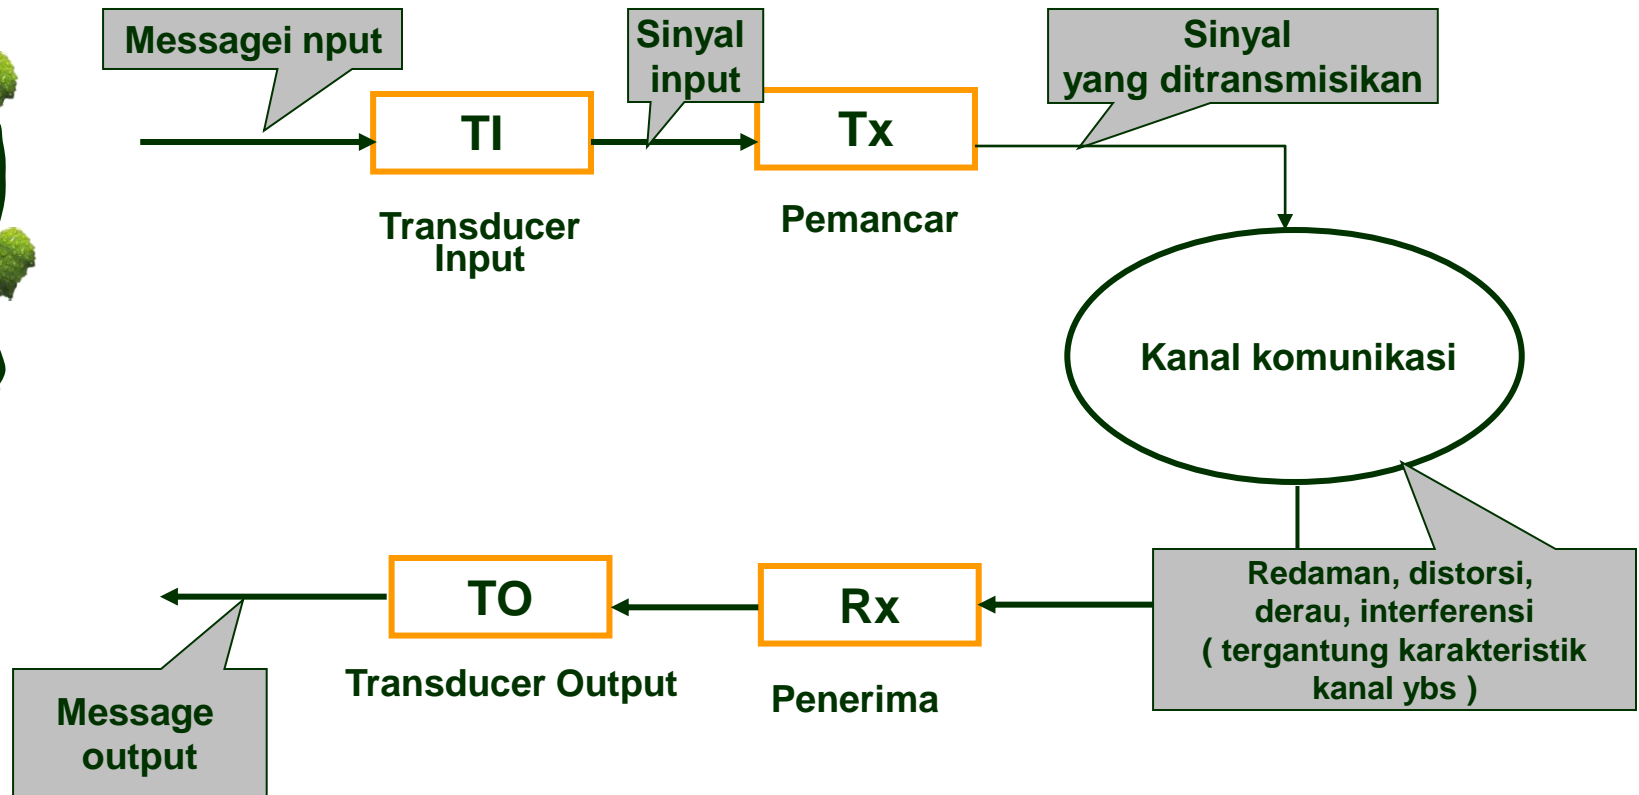 Messagei nput
Sinyal
input
Sinyal
yang ditransmisikan
TI
Tx
Transducer
Input
Pemancar
Kanal komunikasi
TO
Rx
Transducer Output
Penerima
Redaman, distorsi,
derau, interferensi
( tergantung karakteristik
kanal ybs )
Message
output